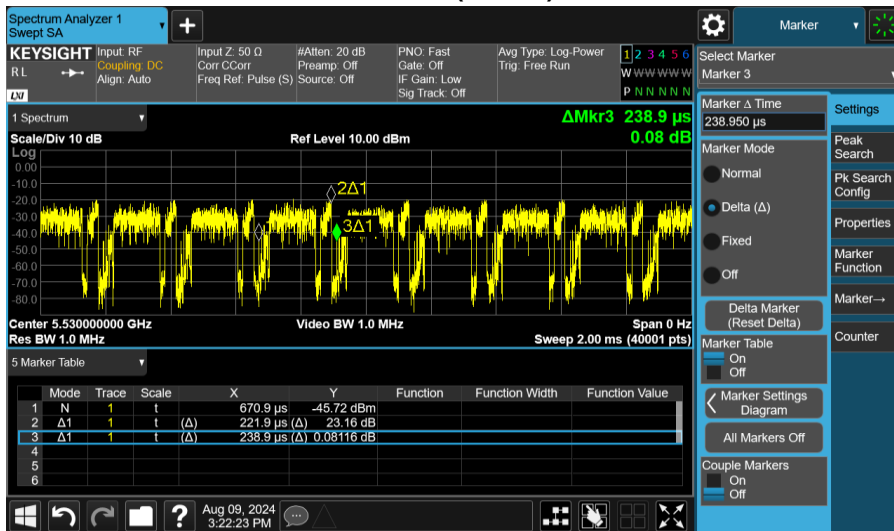 Spectrum Analyzer 1
Swept SA
+
Marker
KEYSIGHT
RL
LXI
Input: RF
Coupling: DC
Align: Auto
Input Z: 50 Ω
Corr CCorr
Freq Ref: Pulse (S)
#Atten: 20 dB
Preamp: Off
Source: Off
PNO: Fast
Gate: Off
IF Gain: Low
Sig Track: Off
Avg Type: Log-Power
Trig: Free Run
1 2 3 4 5 6
W W W W W W
P N N N N N
Select Marker
Marker 3
1 Spectrum
ΔMkr3 238.9 µs
0.08 dB
Scale/Div 10 dB
Ref Level 10.00 dBm
Log
0.00
-10.0
-20.0
-30.0
-40.0
-50.0
-60.0
-70.0
-80.0
2Δ1
3Δ1
Center 5.530000000 GHz
Video BW 1.0 MHz
Span 0 Hz
Res BW 1.0 MHz
Sweep 2.00 ms (40001 pts)
5 Marker Table
Mode Trace Scale X Y Function Function Width Function Value
1 N 1 t 670.9 µs -45.72 dBm
2 Δ1 1 t (Δ) 221.9 µs (Δ) 23.16 dB
3 Δ1 1 t (Δ) 238.9 µs (Δ) 0.08116 dB
4
5
6
Marker Δ Time
238.950 µs
Marker Mode
Normal
Delta (Δ)
Fixed
Off
Delta Marker
(Reset Delta)
Marker Table
On
Off
Marker Settings
Diagram
All Markers Off
Couple Markers
On
Off
Settings
Peak
Search
Pk Search
Config
Properties
Marker
Function
Marker→
Counter
?
Aug 09, 2024
3:22:23 PM